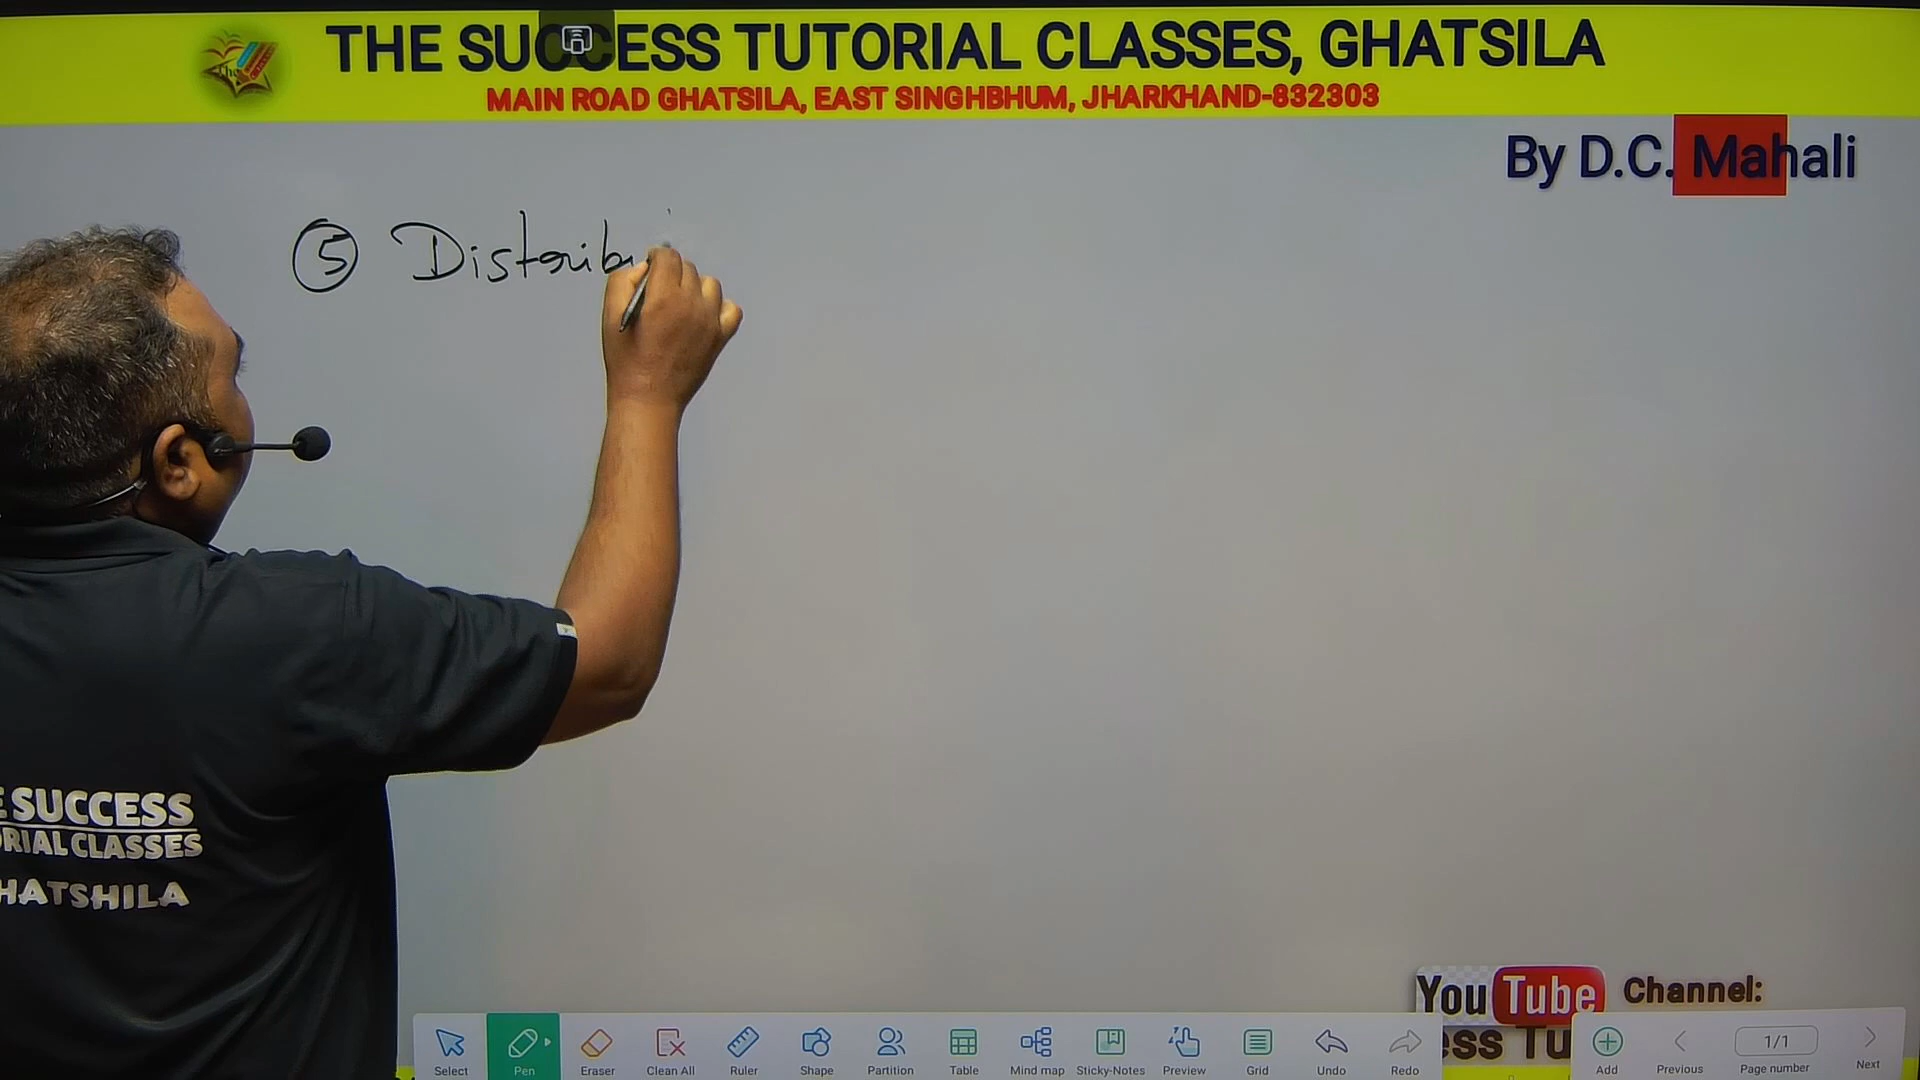 THE SUCCESS TUTORIAL CLASSES, GHATSILA
MAIN ROAD GHATSILA, EAST SINGHBHUM, JHARKHAND-832303
By D.C. Mahali
5 Distribu
SUCCESS
RIAL CLASSES
HATSHILA
YouTube Channel:
ess Tu
Select Pen Eraser Clean All Ruler Shape Partition Table Mind map Sticky-Notes Preview Grid Undo Redo Add Previous 1/1 Page number Next